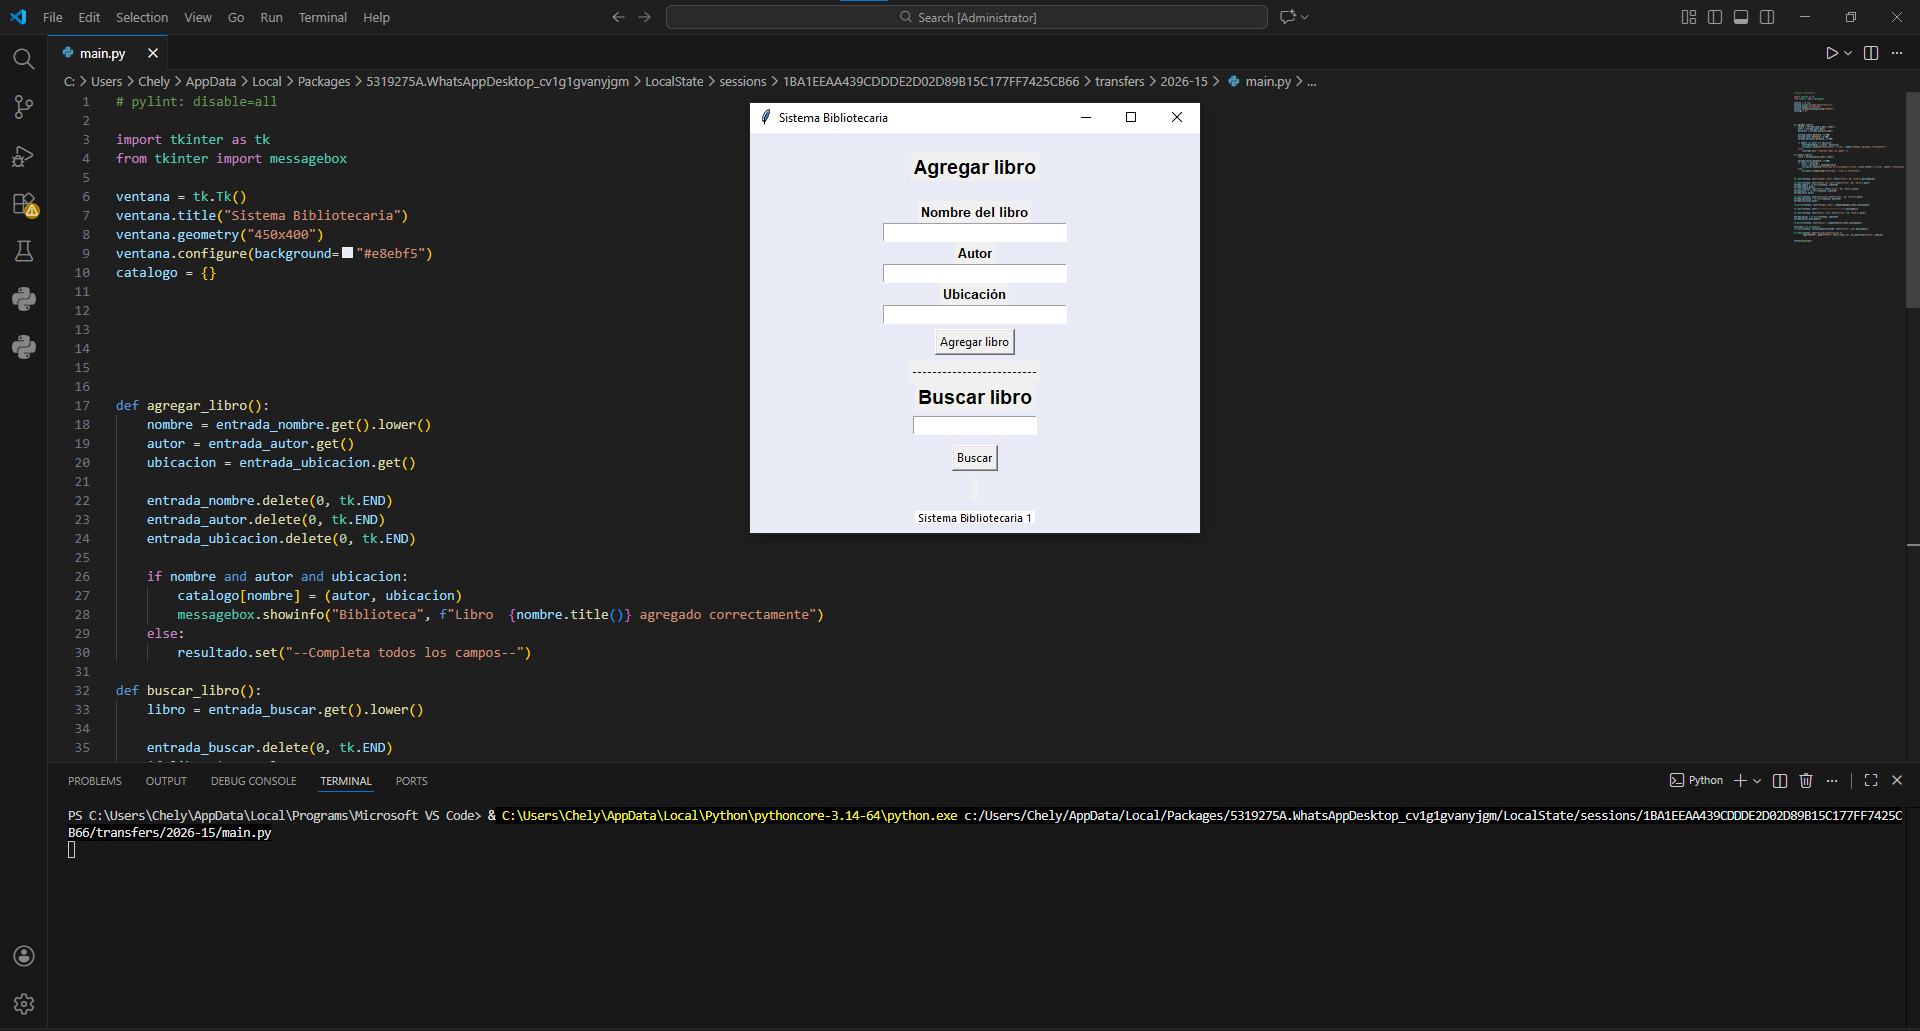 File Edit Selection View Go Run Terminal Help
Search [Administrator]
main.py
C: > Users > Chely > AppData > Local > Packages > 5319275A.WhatsAppDesktop_cv1g1gvanyjgm > LocalState > sessions > 1BA1EEAA439CDDDE2D02D89B15C177FF7425CB66 > transfers > 2026-15 > main.py > ...
1 # pylint: disable=all
2
3 import tkinter as tk
4 from tkinter import messagebox
5
6 ventana = tk.Tk()
7 ventana.title("Sistema Bibliotecaria")
8 ventana.geometry("450x400")
9 ventana.configure(background="#e8ebf5")
10 catalogo = {}
11
12
13
14
15
16
17 def agregar_libro():
18 nombre = entrada_nombre.get().lower()
19 autor = entrada_autor.get()
20 ubicacion = entrada_ubicacion.get()
21
22 entrada_nombre.delete(0, tk.END)
23 entrada_autor.delete(0, tk.END)
24 entrada_ubicacion.delete(0, tk.END)
25
26 if nombre and autor and ubicacion:
27 catalogo[nombre] = (autor, ubicacion)
28 messagebox.showinfo("Biblioteca", f"Libro  {nombre.title()} agregado correctamente")
29 else:
30 resultado.set("--Completa todos los campos--")
31
32 def buscar_libro():
33 libro = entrada_buscar.get().lower()
34
35 entrada_buscar.delete(0, tk.END)
Sistema Bibliotecaria
Agregar libro
Nombre del libro
Autor
Ubicación
Agregar libro
-------------------------
Buscar libro
Buscar
Sistema Bibliotecaria 1
PROBLEMS OUTPUT DEBUG CONSOLE TERMINAL PORTS
Python
PS C:\Users\Chely\AppData\Local\Programs\Microsoft VS Code> & C:\Users\Chely\AppData\Local\Python\pythoncore-3.14-64\python.exe c:/Users/Chely/AppData/Local/Packages/5319275A.WhatsAppDesktop_cv1g1gvanyjgm/LocalState/sessions/1BA1EEAA439CDDDE2D02D89B15C177FF7425C
B66/transfers/2026-15/main.py